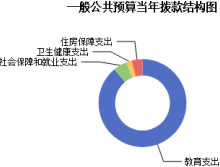 一般公共预算当年拨款结构图
住房保障支出
卫生健康支出
社会保障和就业支出
教育支出